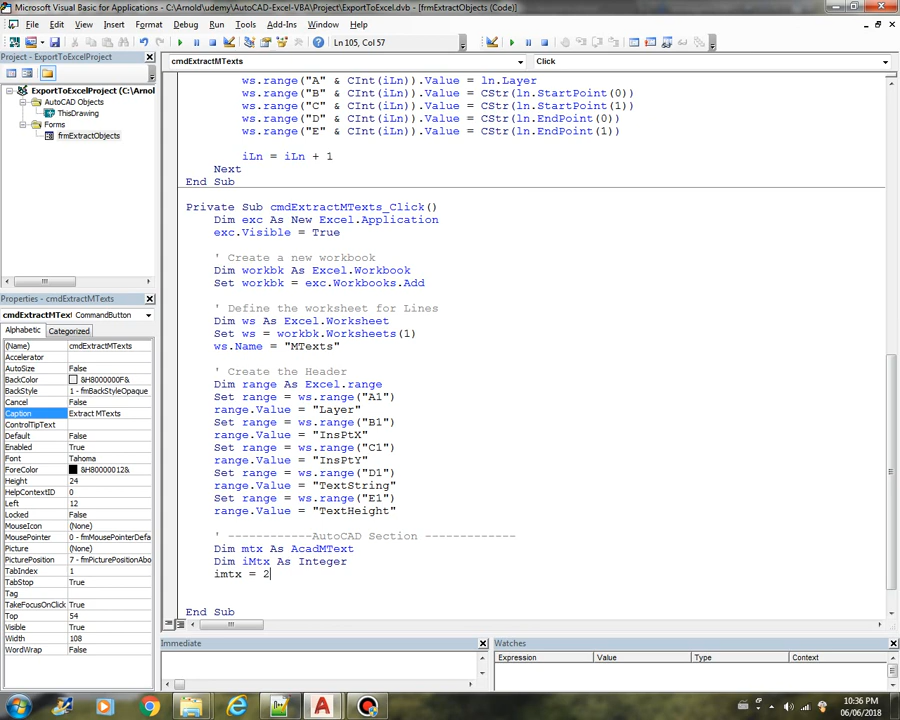 Microsoft Visual Basic for Applications - C:\Arnold\udemy\AutoCAD-Excel-VBA\Project\ExportToExcel.dvb - [frmExtractObjects (Code)]
File Edit View Insert Format Debug Run Tools Add-Ins Window Help
Ln 105, Col 57
Project - ExportToExcelProject
ExportToExcelProject (C:\Arnol
AutoCAD Objects
ThisDrawing
Forms
frmExtractObjects
Properties - cmdExtractMTexts
cmdExtractMTex! CommandButton
Alphabetic Categorized
(Name) cmdExtractMTexts
Accelerator
AutoSize False
BackColor &H8000000F&
BackStyle 1 - fmBackStyleOpaque
Cancel False
Caption Extract MTexts
ControlTipText
Default False
Enabled True
Font Tahoma
ForeColor &H80000012&
Height 24
HelpContextID 0
Left 12
Locked False
MouseIcon (None)
MousePointer 0 - fmMousePointerDefa
Picture (None)
PicturePosition 7 - fmPicturePositionAbo
TabIndex 1
TabStop True
Tag
TakeFocusOnClick True
Top 54
Visible True
Width 108
WordWrap False
cmdExtractMTexts Click
ws.range("A" & CInt(iLn)).Value = ln.Layer
ws.range("B" & CInt(iLn)).Value = CStr(ln.StartPoint(0))
ws.range("C" & CInt(iLn)).Value = CStr(ln.StartPoint(1))
ws.range("D" & CInt(iLn)).Value = CStr(ln.EndPoint(0))
ws.range("E" & CInt(iLn)).Value = CStr(ln.EndPoint(1))
iLn = iLn + 1
Next
End Sub
Private Sub cmdExtractMTexts_Click()
Dim exc As New Excel.Application
exc.Visible = True
' Create a new workbook
Dim workbk As Excel.Workbook
Set workbk = exc.Workbooks.Add
' Define the worksheet for Lines
Dim ws As Excel.Worksheet
Set ws = workbk.Worksheets(1)
ws.Name = "MTexts"
' Create the Header
Dim range As Excel.range
Set range = ws.range("A1")
range.Value = "Layer"
Set range = ws.range("B1")
range.Value = "InsPtX"
Set range = ws.range("C1")
range.Value = "InsPtY"
Set range = ws.range("D1")
range.Value = "TextString"
Set range = ws.range("E1")
range.Value = "TextHeight"
' ------------AutoCAD Section -------------
Dim mtx As AcadMText
Dim iMtx As Integer
imtx = 2
End Sub
Immediate
Watches
Expression Value Type Context
10:36 PM
06/06/2018